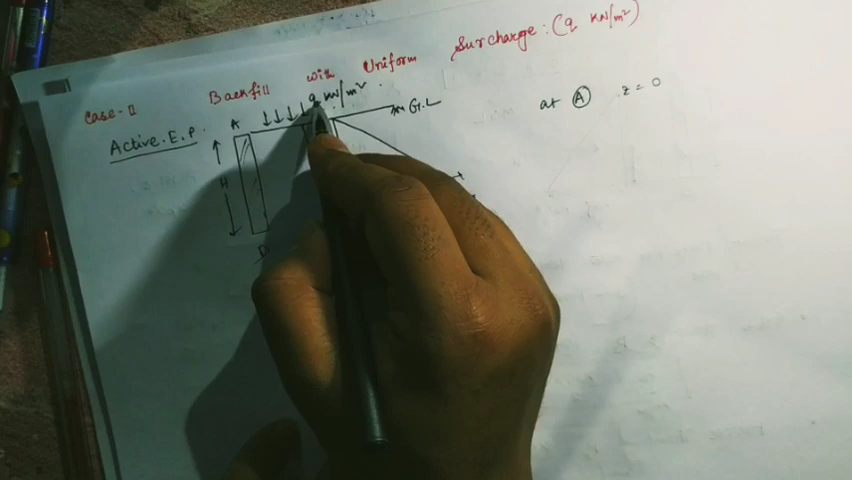 Case-II Backfill with Uniform Surcharge: (q kN/m²)
q kN/m²
G.L
at A z = 0
Active. E. P.
A
H